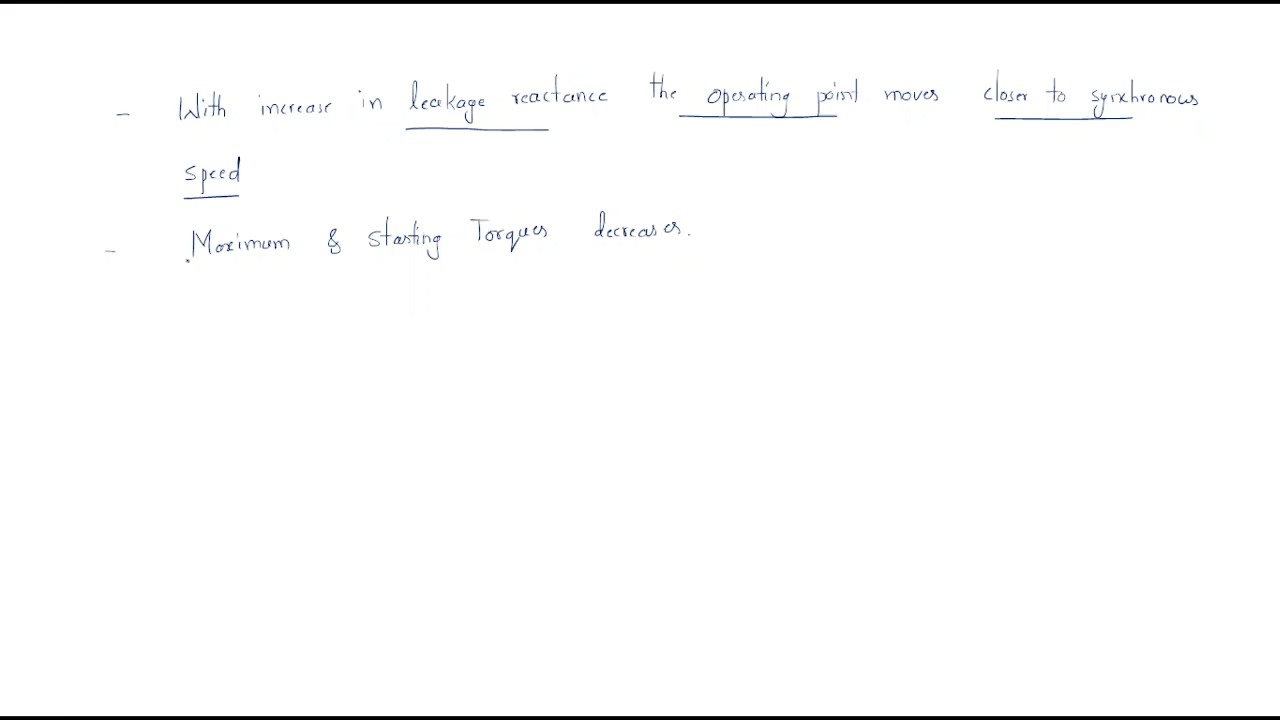 - With increase in leakage reactance the operating point moves closer to synchronous
speed
- Maximum & starting Torques decreases.